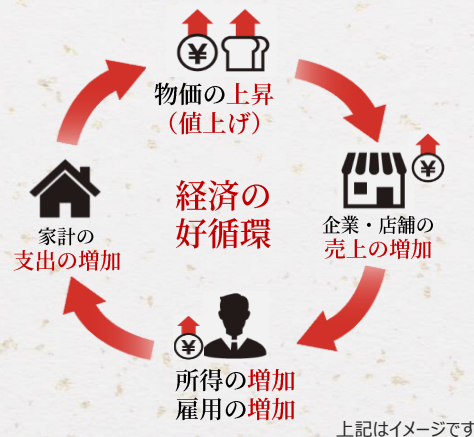 物価の上昇
（値上げ）
企業・店舗の
売上の増加
経済の
好循環
家計の
支出の増加
所得の増加
雇用の増加
上記はイメージです